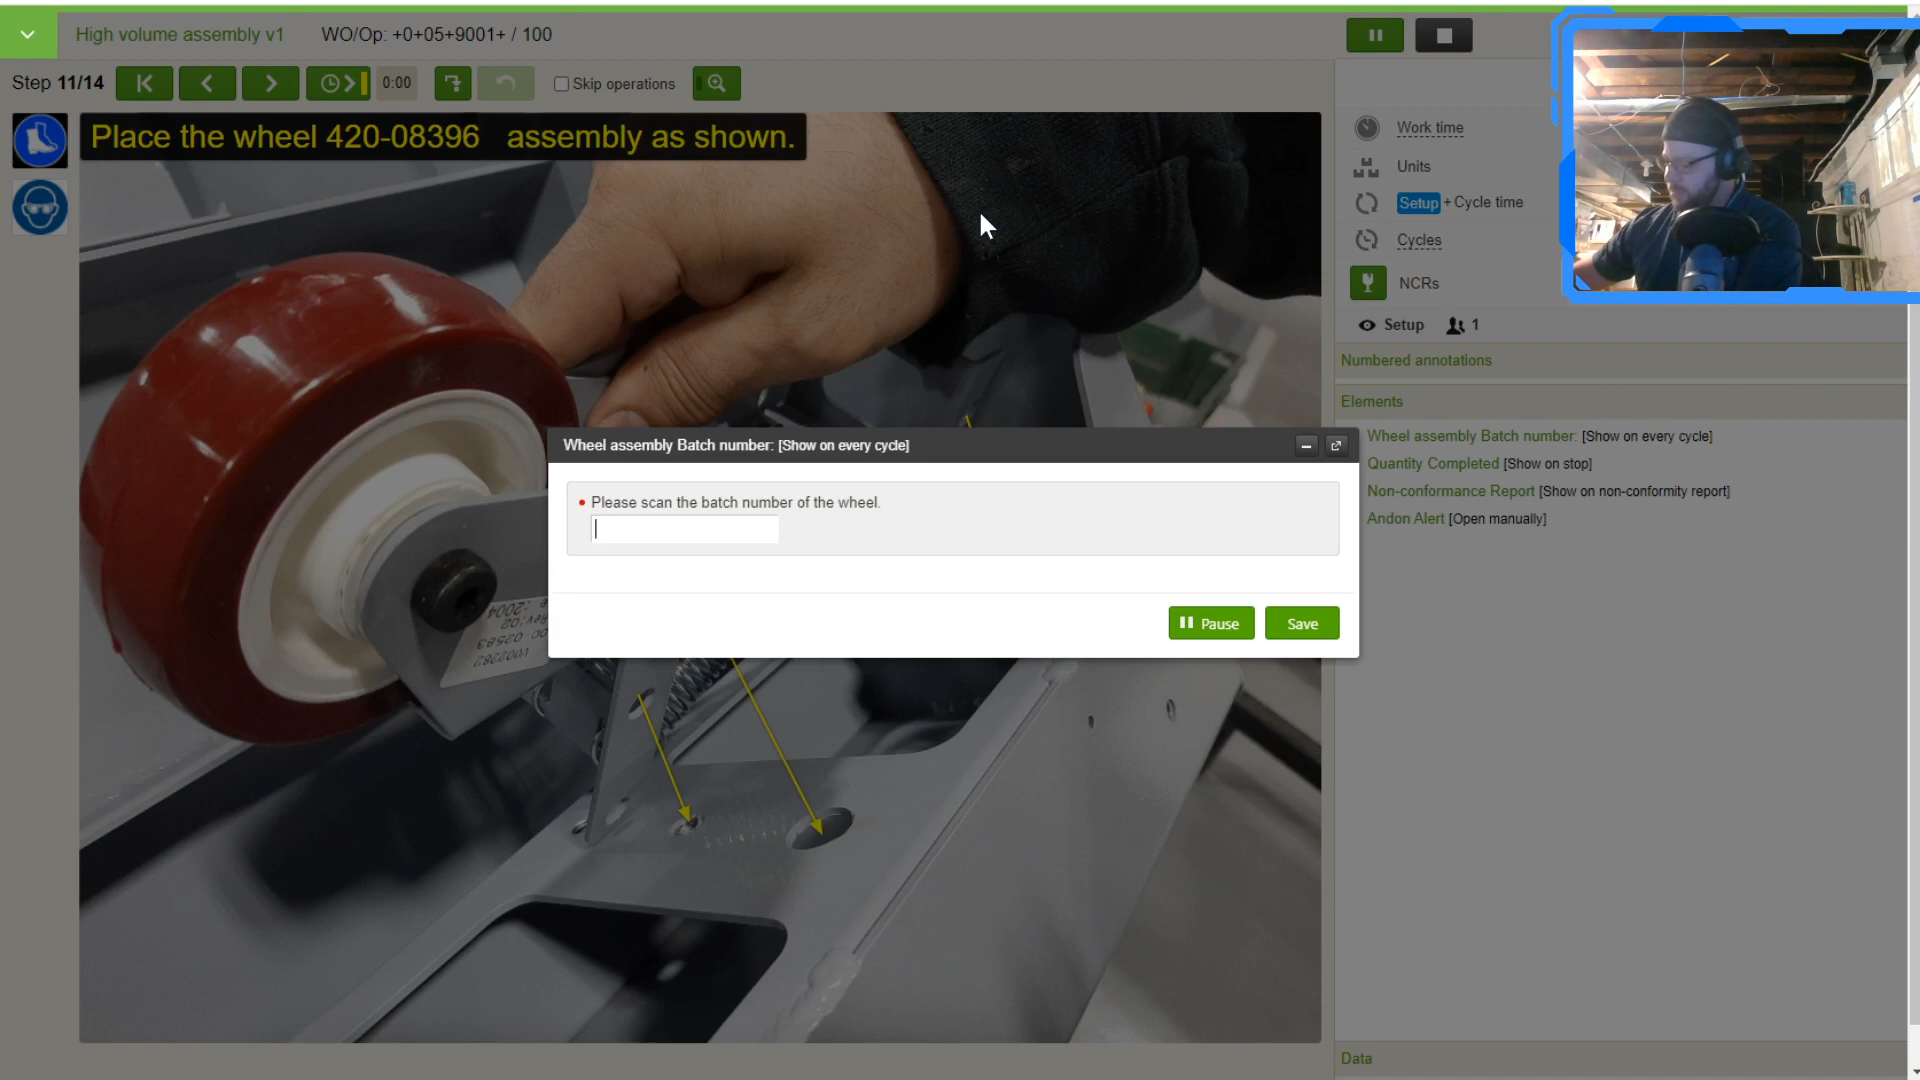 High volume assembly v1
WO/Op: +0+05+9001+ / 100
Step 11/14
0:00
Skip operations
Place the wheel 420-08396 assembly as shown.
Work time
Units
Setup + Cycle time
Cycles
NCRs
Setup
1
Numbered annotations
Elements
Wheel assembly Batch number: [Show on every cycle]
Quantity Completed [Show on stop]
Non-conformance Report [Show on non-conformity report]
Andon Alert [Open manually]
Wheel assembly Batch number: [Show on every cycle]
Please scan the batch number of the wheel.
Pause
Save
V002282
Data